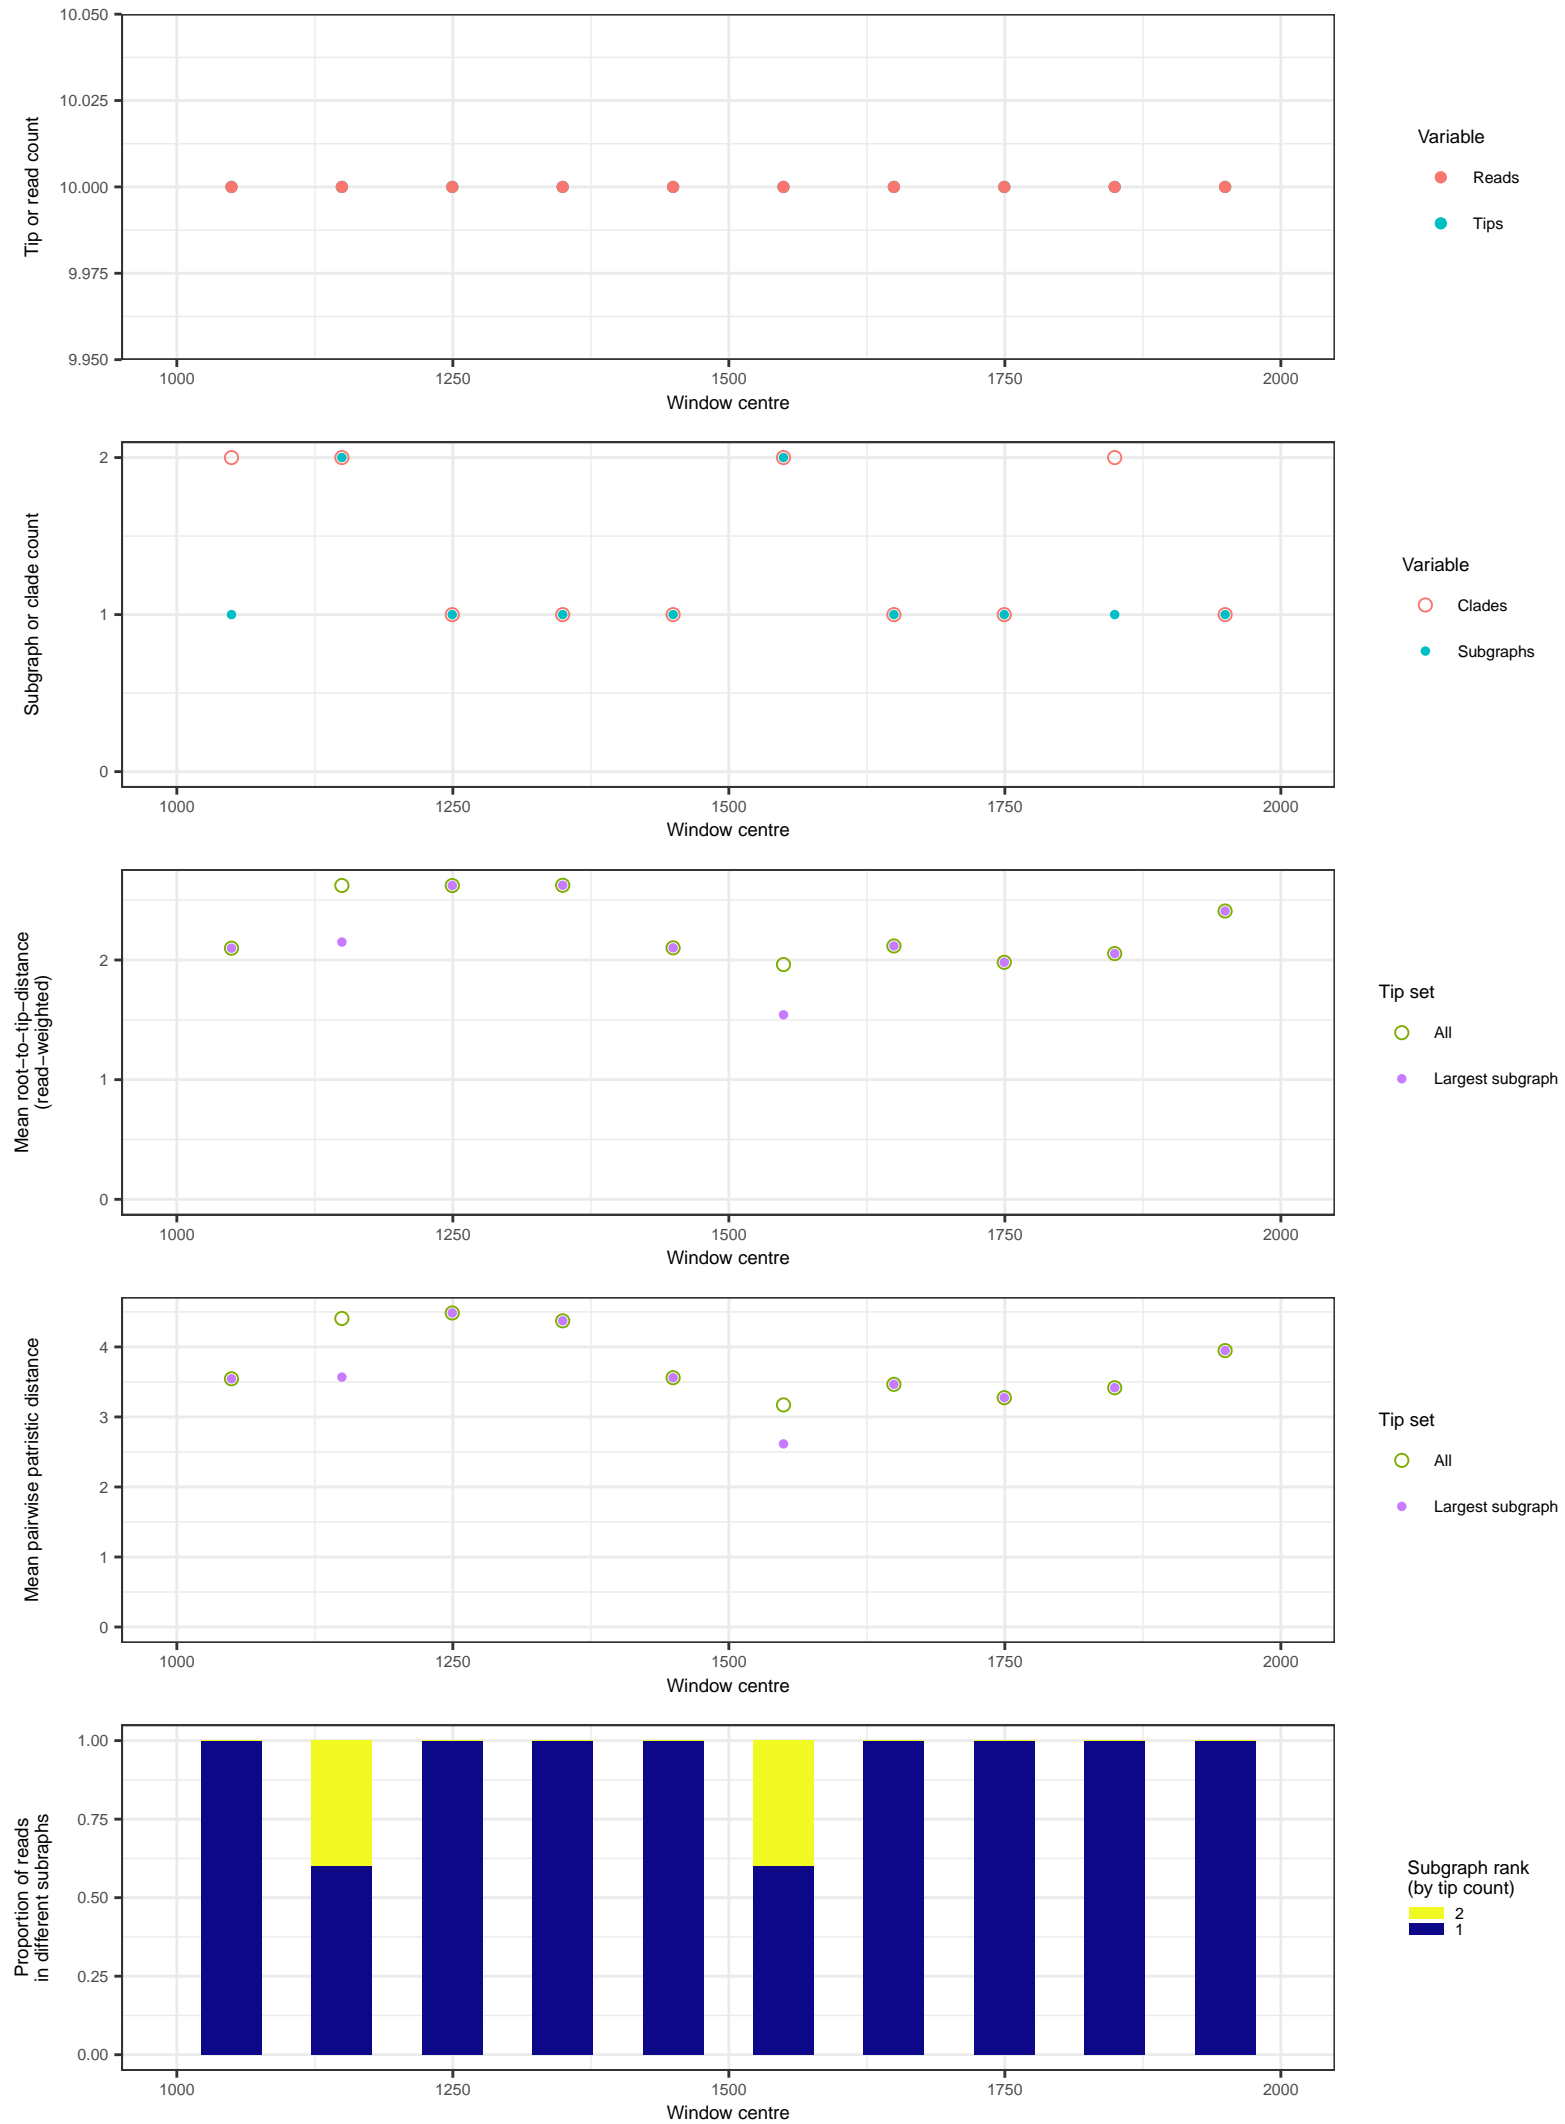 10.050
10.025
10.000
9.975
9.950
Tip or read count
1000 1250 1500 1750 2000
Window centre
Variable
Reads
Tips
2
1
0
Subgraph or clade count
1000 1250 1500 1750 2000
Window centre
Variable
Clades
Subgraphs
2
1
0
Mean root−to−tip−distance
(read−weighted)
1000 1250 1500 1750 2000
Window centre
Tip set
All
Largest subgraph
4
3
2
1
0
Mean pairwise patristic distance
1000 1250 1500 1750 2000
Window centre
Tip set
All
Largest subgraph
1.00
0.75
0.50
0.25
0.00
Proportion of reads
in different subraphs
1000 1250 1500 1750 2000
Window centre
Subgraph rank
(by tip count)
2
1